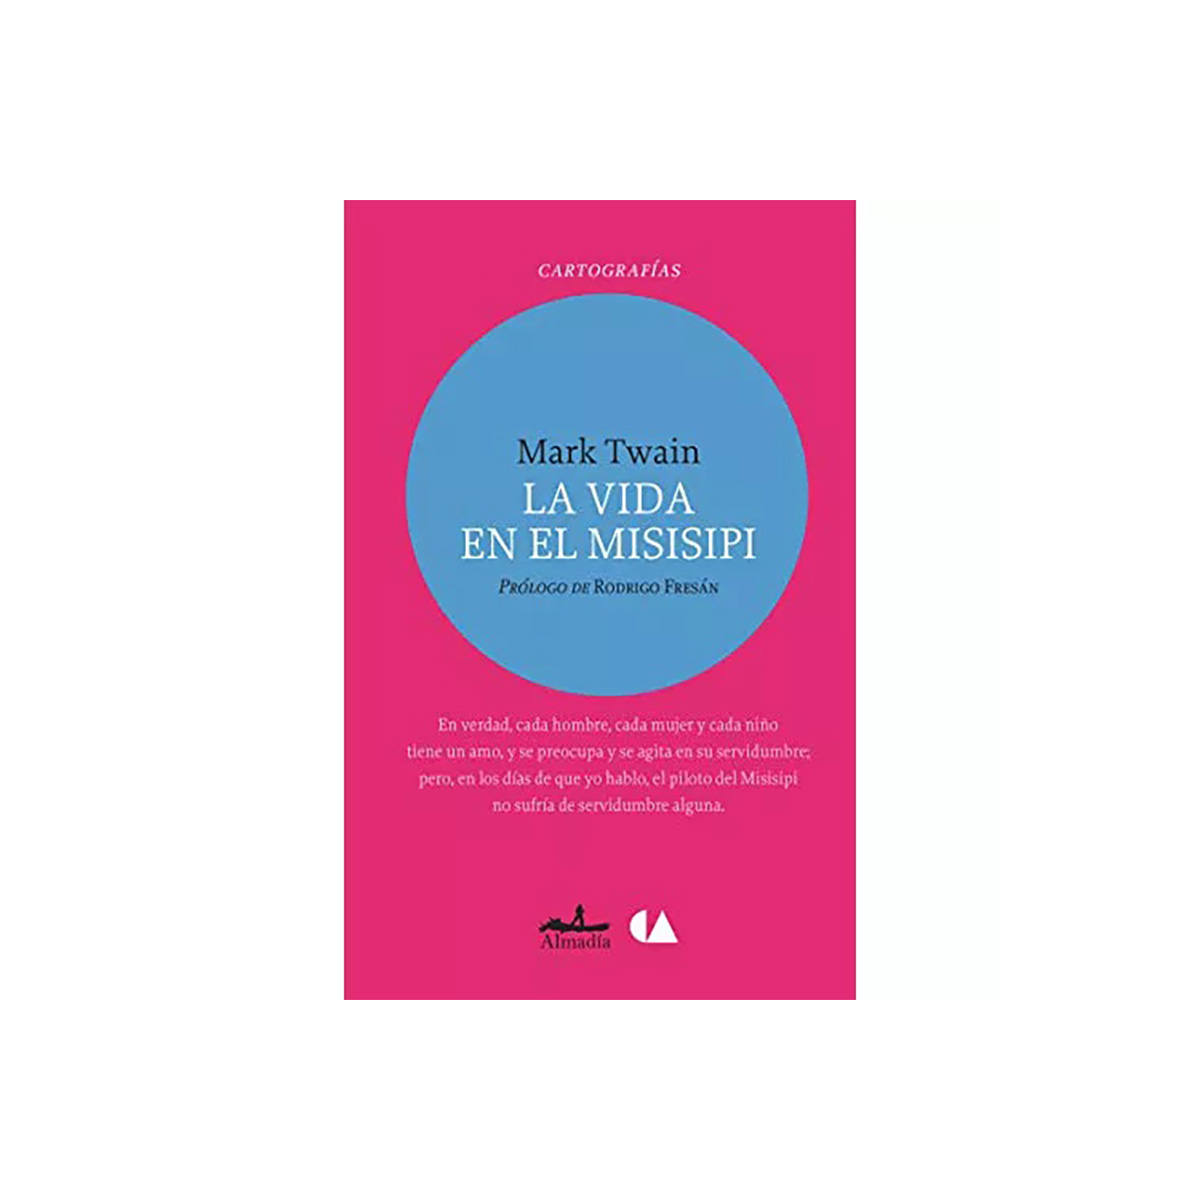 CARTOGRAFÍAS
Mark Twain
LA VIDA
EN EL MISISIPI
PRÓLOGO DE RODRIGO FRESÁN
En verdad, cada hombre, cada mujer y cada niño
tiene un amo, y se preocupa y se agita en su servidumbre;
pero, en los días de que yo hablo, el piloto del Misisipi
no sufría de servidumbre alguna.
Almadía